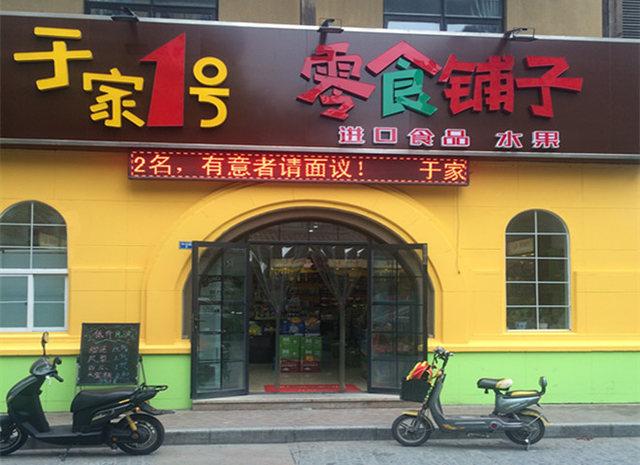 于家1号 零食铺子
进口食品 水果
2名，有意者请面议！ 于家